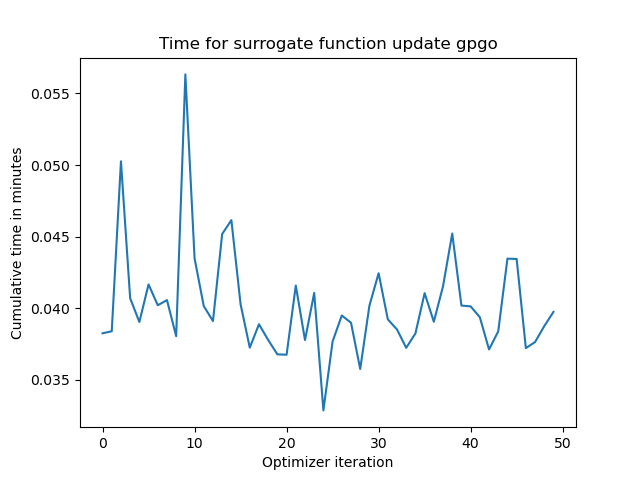 Time for surrogate function update gpgo
Cumulative time in minutes
0.055
0.050
0.045
0.040
0.035
0 10 20 30 40 50
Optimizer iteration